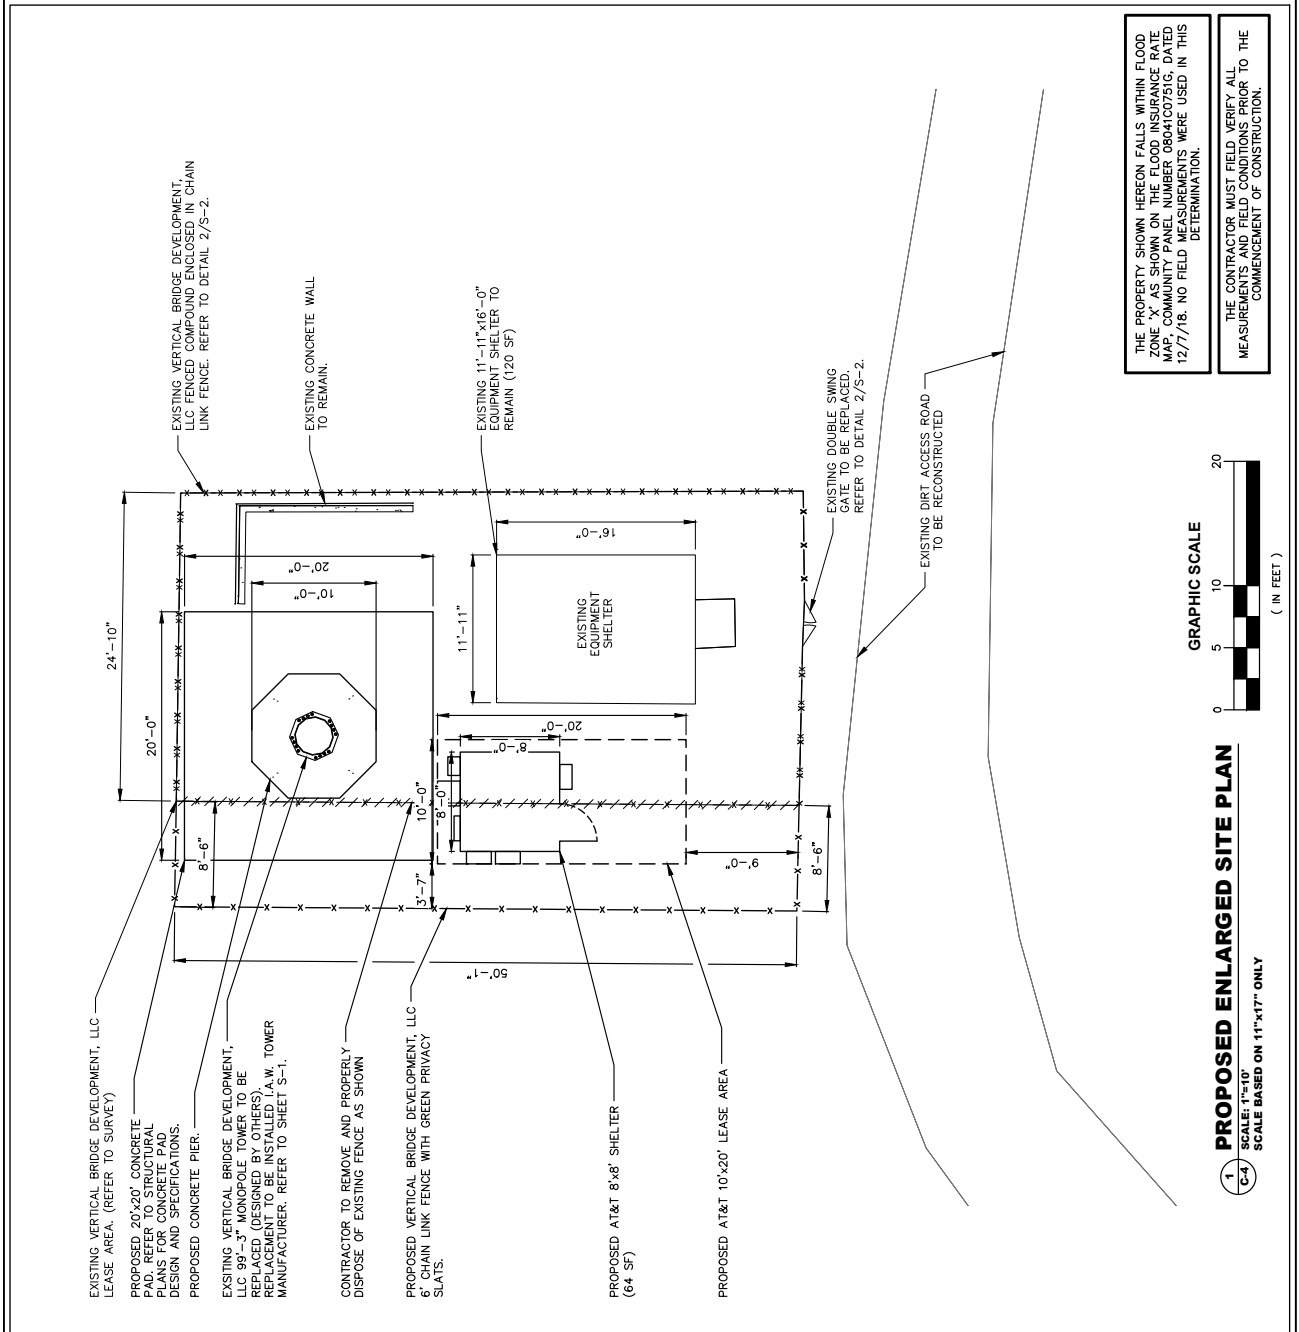 EXISTING VERTICAL BRIDGE DEVELOPMENT, LLC
LEASE AREA. (REFER TO SURVEY)
PROPOSED 20'x20' CONCRETE
PAD. REFER TO STRUCTURAL
PLANS FOR CONCRETE PAD
DESIGN AND SPECIFICATIONS.
PROPOSED CONCRETE PIER.
EXSITING VERTICAL BRIDGE DEVELOPMENT,
LLC 99'-3" MONOPOLE TOWER TO BE
REPLACED (DESIGNED BY OTHERS).
REPLACEMENT TO BE INSTALLED I.A.W. TOWER
MANUFACTURER. REFER TO SHEET S-1.
CONTRACTOR TO REMOVE AND PROPERLY
DISPOSE OF EXISTING FENCE AS SHOWN
PROPOSED VERTICAL BRIDGE DEVELOPMENT, LLC
6' CHAIN LINK FENCE WITH GREEN PRIVACY
SLATS.
PROPOSED AT&T 8'x8' SHELTER
(64 SF)
PROPOSED AT&T 10'x20' LEASE AREA
50'-1"
8'-6"
20'-0"
24'-10"
3'-7"
10'-0"
8'-0"
8'-0"
20'-0"
9'-0"
8'-6"
10'-0"
20'-0"
11'-11"
16'-0"
EXISTING
EQUIPMENT
SHELTER
EXISTING VERTICAL BRIDGE DEVELOPMENT,
LLC FENCED COMPOUND ENCLOSED IN CHAIN
LINK FENCE. REFER TO DETAIL 2/S-2.
EXISTING CONCRETE WALL
TO REMAIN.
EXISTING 11'-11"x16'-0"
EQUIPMENT SHELTER TO
REMAIN (120 SF)
EXISTING DOUBLE SWING
GATE TO BE REPLACED.
REFER TO DETAIL 2/S-2.
EXISTING DIRT ACCESS ROAD
TO BE RECONSTRUCTED
THE PROPERTY SHOWN HEREON FALLS WITHIN FLOOD
ZONE 'X' AS SHOWN ON THE FLOOD INSURANCE RATE
MAP, COMMUNITY PANEL NUMBER 08041C0751G, DATED
12/7/18. NO FIELD MEASUREMENTS WERE USED IN THIS
DETERMINATION.
THE CONTRACTOR MUST FIELD VERIFY ALL
MEASUREMENTS AND FIELD CONDITIONS PRIOR TO THE
COMMENCEMENT OF CONSTRUCTION.
1
C-4
PROPOSED ENLARGED SITE PLAN
SCALE: 1"=10'
SCALE BASED ON 11"x17" ONLY
GRAPHIC SCALE
0 5 10 20
( IN FEET )